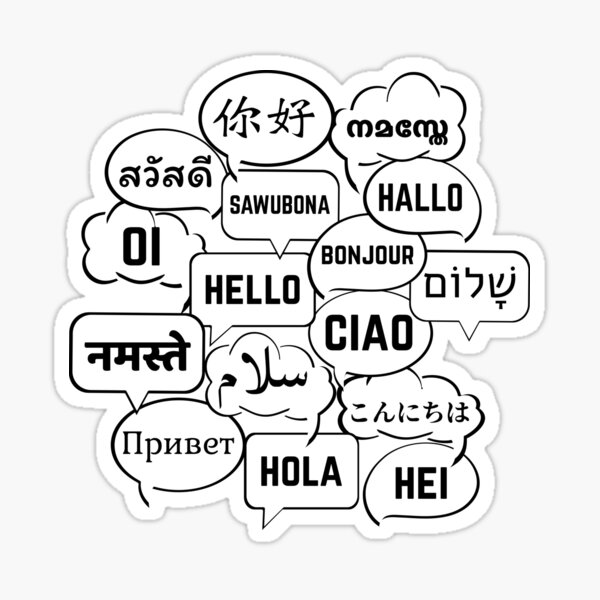 你好
നമസ്തേ
สวัสดี
SAWUBONA
HALLO
OI
BONJOUR
HELLO
שָׁלוֹם
CIAO
नमस्ते
سلام
こんにちは
Привет
HOLA
HEI